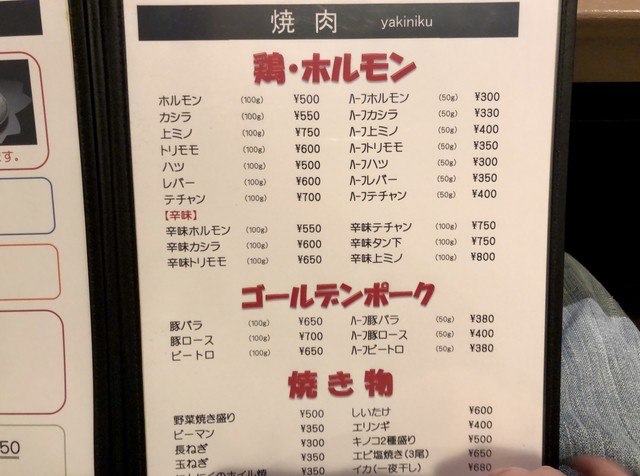 焼肉 yakiniku
鶏・ホルモン
ホルモン (100g) ¥500 ﾊｰﾌホルモン (50g) ¥300
カシラ (100g) ¥550 ﾊｰﾌカシラ (50g) ¥330
上ミノ (100g) ¥750 ﾊｰﾌ上ミノ (50g) ¥400
トリモモ (100g) ¥600 ﾊｰﾌトリモモ (50g) ¥350
ハツ (100g) ¥500 ﾊｰﾌハツ (50g) ¥300
レバー (100g) ¥600 ﾊｰﾌレバー (50g) ¥350
テチャン (100g) ¥700 ﾊｰﾌテチャン (50g) ¥400
【辛味】
辛味ホルモン (100g) ¥550 辛味テチャン (100g) ¥750
辛味カシラ (100g) ¥600 辛味タン下 (100g) ¥750
辛味トリモモ (100g) ¥650 辛味上ミノ (100g) ¥800
ゴールデンポーク
豚バラ (100g) ¥650 ﾊｰﾌ豚バラ (50g) ¥380
豚ロース (100g) ¥700 ﾊｰﾌ豚ロース (50g) ¥400
ピートロ (100g) ¥650 ﾊｰﾌピートロ (50g) ¥380
焼き物
野菜焼き盛り ¥500 しいたけ ¥600
ピーマン ¥350 エリンギ ¥400
長ねぎ ¥300 キノコ2種盛り ¥500
玉ねぎ ¥350 エビ塩焼き(3尾) ¥650
にんにくのホイル焼 ¥350 イカ(一夜干し) ¥680
す。
50